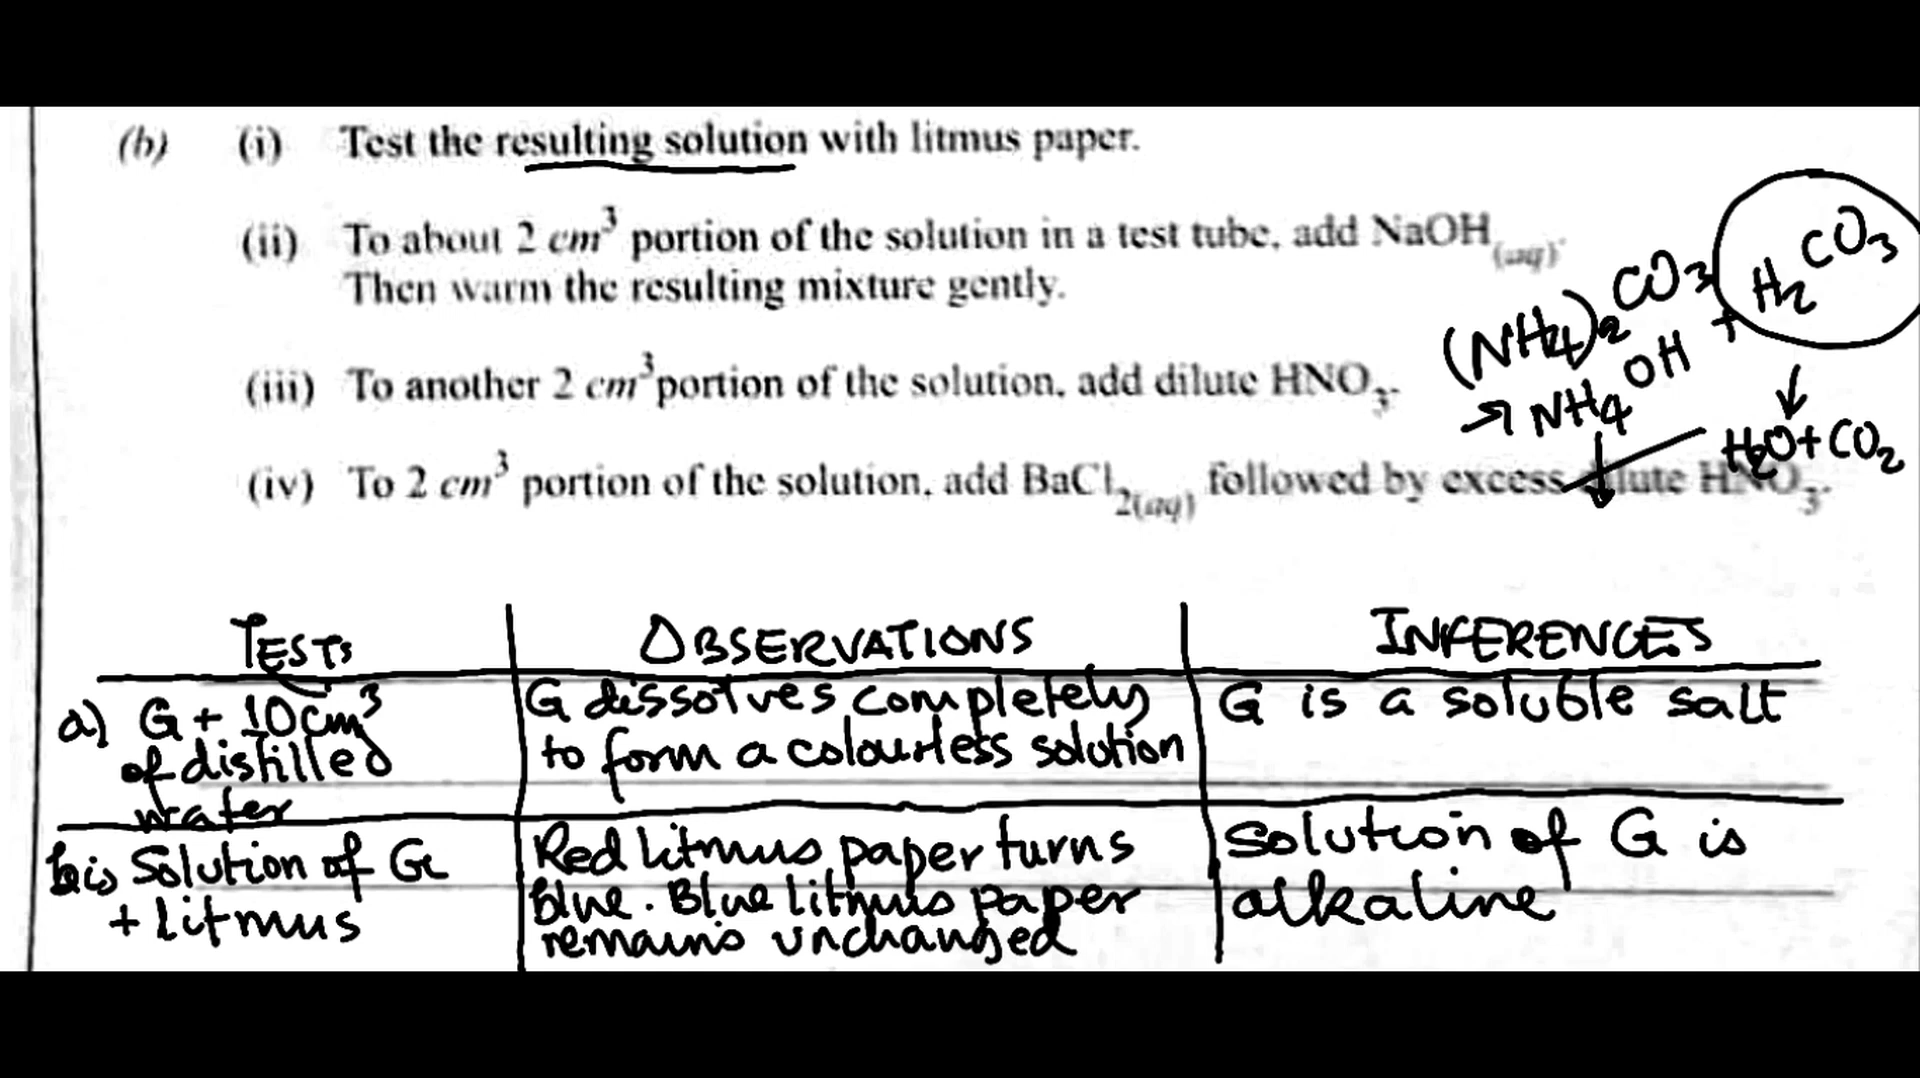 (b) (i) Test the resulting solution with litmus paper.
(ii) To about 2 cm³ portion of the solution in a test tube, add NaOH(aq).
Then warm the resulting mixture gently.
(iii) To another 2 cm³ portion of the solution, add dilute HNO₃.
(iv) To 2 cm³ portion of the solution, add BaCl₂(aq) followed by excess dilute HNO₃.
(NH4)₂CO3
→ NH4OH + H₂CO3
↓
H₂O+CO₂
TESTS OBSERVATIONS INFERENCES
a) G + 10cm³ G dissolves completely G is a soluble salt
of distilled to form a colourless solution
water
bi) Solution of G Red litmus paper turns Solution of G is
+ litmus blue. Blue litmus paper alkaline
remains unchanged